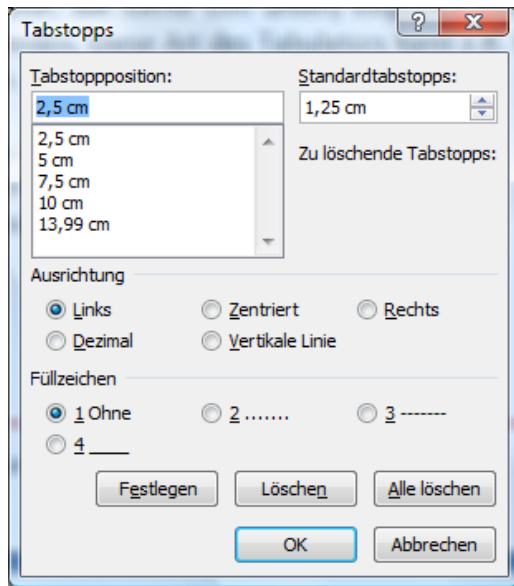 Tabstopps
Tabstoppposition:
Standardtabstopps:
2,5 cm
1,25 cm
2,5 cm
5 cm
7,5 cm
10 cm
13,99 cm
Zu löschende Tabstopps:
Ausrichtung
Links
Zentriert
Rechts
Dezimal
Vertikale Linie
Füllzeichen
1 Ohne
2 .......
3 -------
4 ____
Festlegen
Löschen
Alle löschen
OK
Abbrechen